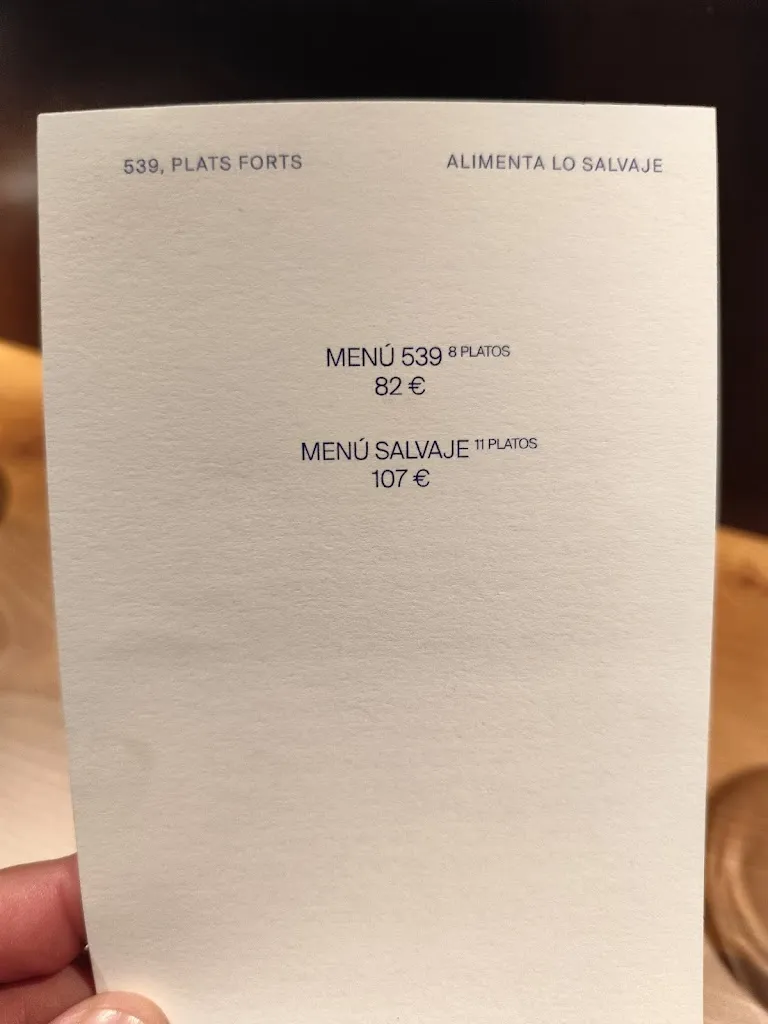 539, PLATS FORTS
ALIMENTA LO SALVAJE
MENÚ 539 8 PLATOS
82 €
MENÚ SALVAJE 11 PLATOS
107 €